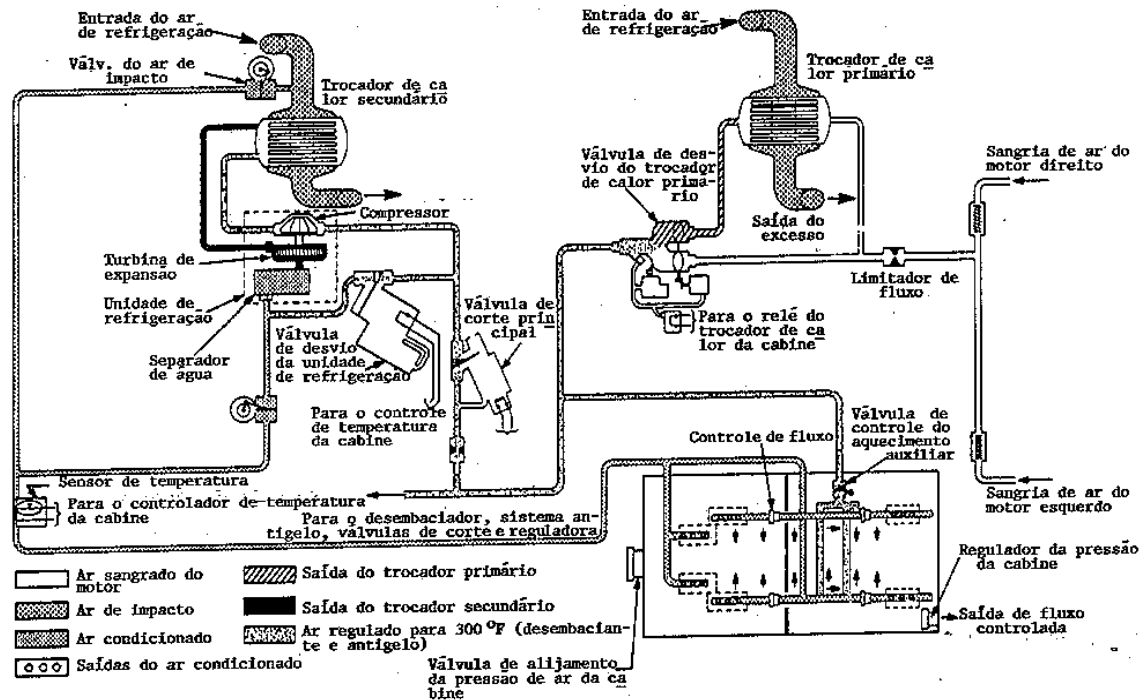 Entrada do ar
de refrigeração
Válv. do ar de
impacto
Trocador de ca
lor secundário
Compressor
Turbina de
expansão
Unidade de
refrigeração
Separador
de água
Válvula
de desvio
da unidade
de refrigeração
Válvula de
corte prin
cipal
Para o controle
de temperatura
da cabine
Entrada do ar
de refrigeração
Trocador de ca
lor primário
Válvula de des-
vio do trocador
de calor primá-
rio
Saída do
excesso
Sangria de ar do
motor direito
Limitador
de fluxo
Para o relé do
trocador de ca
lor da cabine
Controle de fluxo
Válvula de
controle do
aquecimento
auxiliar
Sangria de ar do
motor esquerdo
Regulador da pressão
da cabine
Saída de fluxo
controlada
Sensor de temperatura
Para o controlador de temperatura
da cabine
Para o desembaciador, sistema an-
tigelo, válvulas de corte e reguladora
Ar sangrado do
motor
Ar de impacto
Ar condicionado
Saídas do ar condicionado
Saída do trocador primário
Saída do trocador secundário
Ar regulado para 300 ºF (desembacian-
te e antigelo)
Válvula de alijamento
da pressão de ar da ca
bine